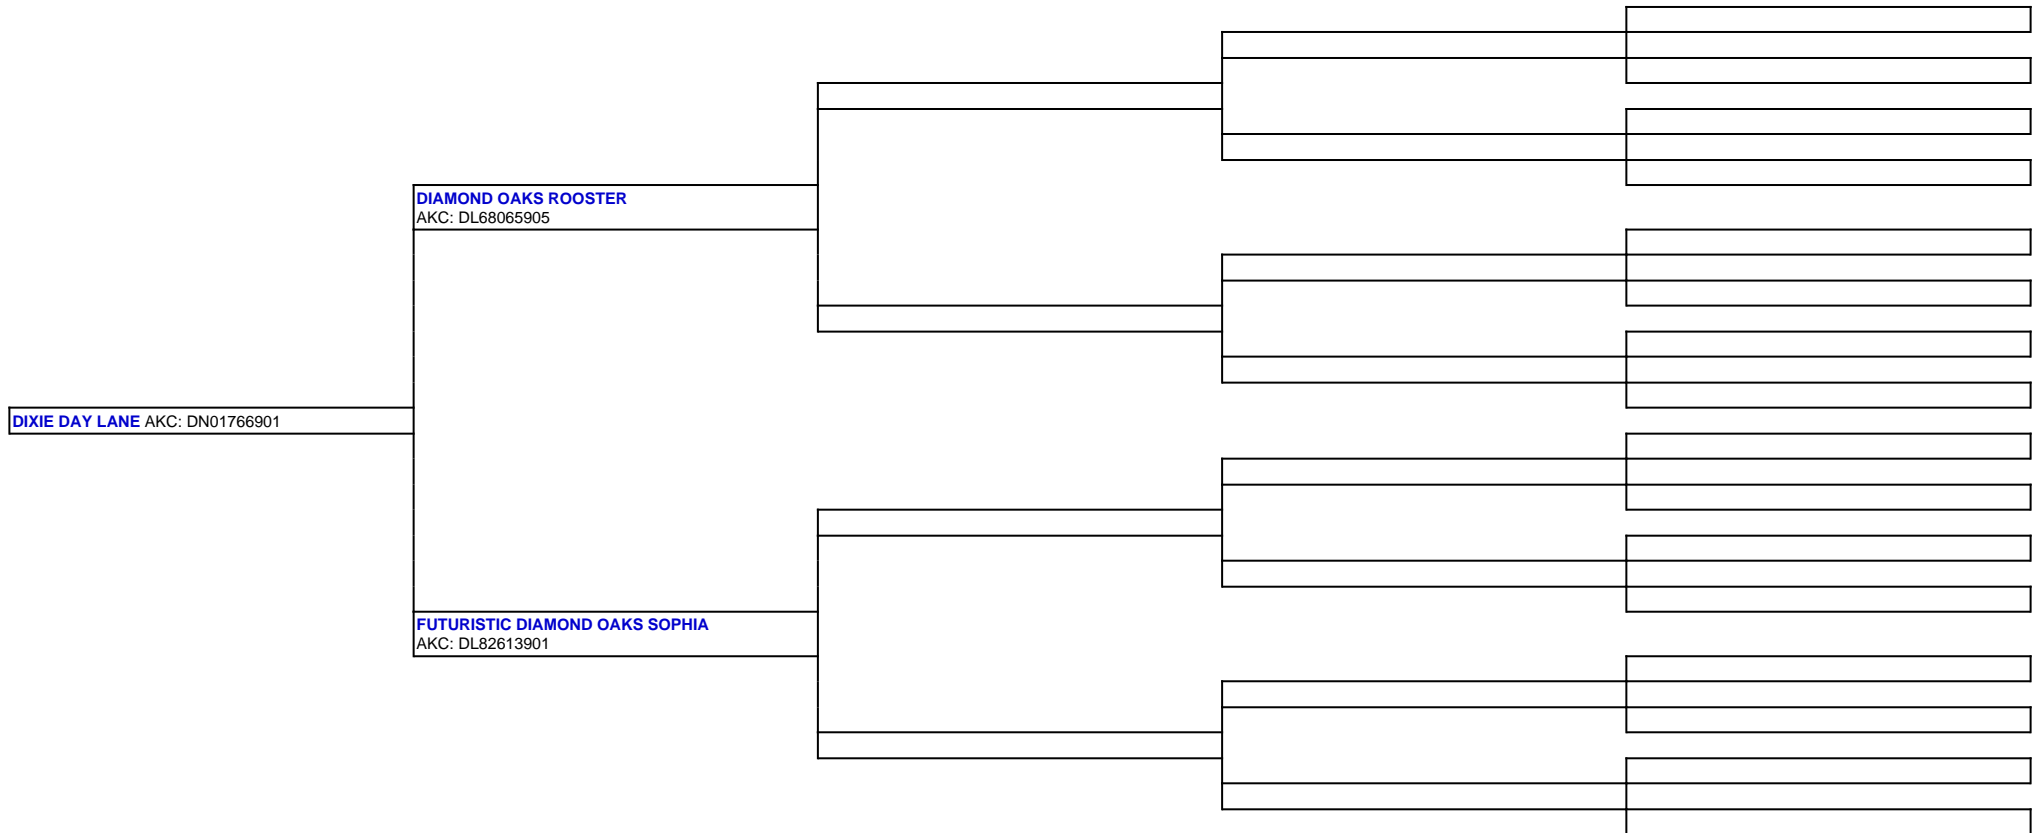 DIAMOND OAKS ROOSTER
AKC: DL68065905
DIXIE DAY LANE AKC: DN01766901
FUTURISTIC DIAMOND OAKS SOPHIA
AKC: DL82613901